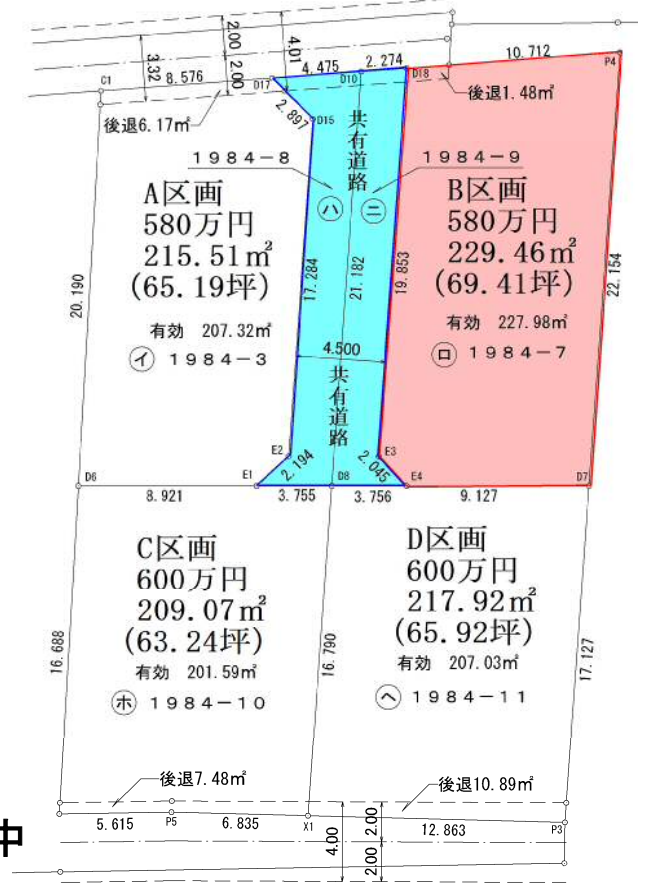 2.00
2.00
4.01
3.32
C1
8.576
D17
4.475
D10
2.274
D18
10.712
P4
後退6.17㎡
2.897
D15
後退1.48㎡
共有道路
1984-8
1984-9
ハ
ニ
A区画
580万円
215.51㎡
(65.19坪)
有効 207.32㎡
イ 1984-3
B区画
580万円
229.46㎡
(69.41坪)
有効 227.98㎡
ロ 1984-7
20.190
17.284
21.182
19.853
22.154
4.500
共有道路
E2
2.194
E3
2.045
D6
E1
D8
E4
D7
8.921
3.755
3.756
9.127
C区画
600万円
209.07㎡
(63.24坪)
有効 201.59㎡
ホ 1984-10
D区画
600万円
217.92㎡
(65.92坪)
有効 207.03㎡
ヘ 1984-11
16.688
16.790
17.127
後退7.48㎡
後退10.89㎡
5.615
P5
6.835
X1
4.00
2.00
12.863
P3
2.00
中